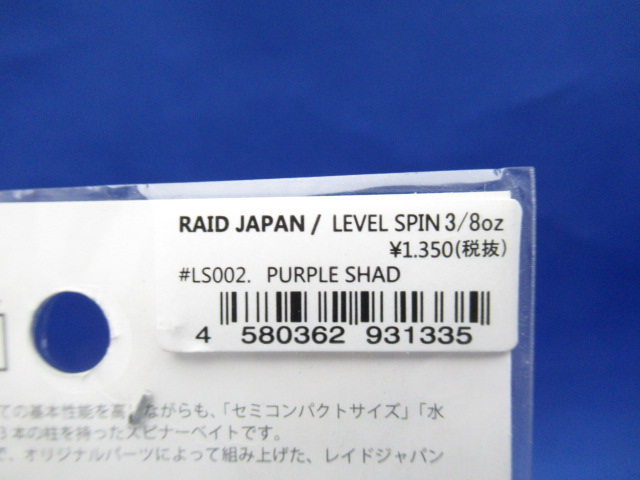 RAID JAPAN / LEVEL SPIN 3/8oz
¥1.350(税抜)
#LS002. PURPLE SHAD
4 580362 931335
ての基本性能を高 ながらも、「セミコンパクトサイズ」「水
3本の柱を持ったスピナーベイトです。
で、オリジナルパーツによって組み上げた、レイドジャパン